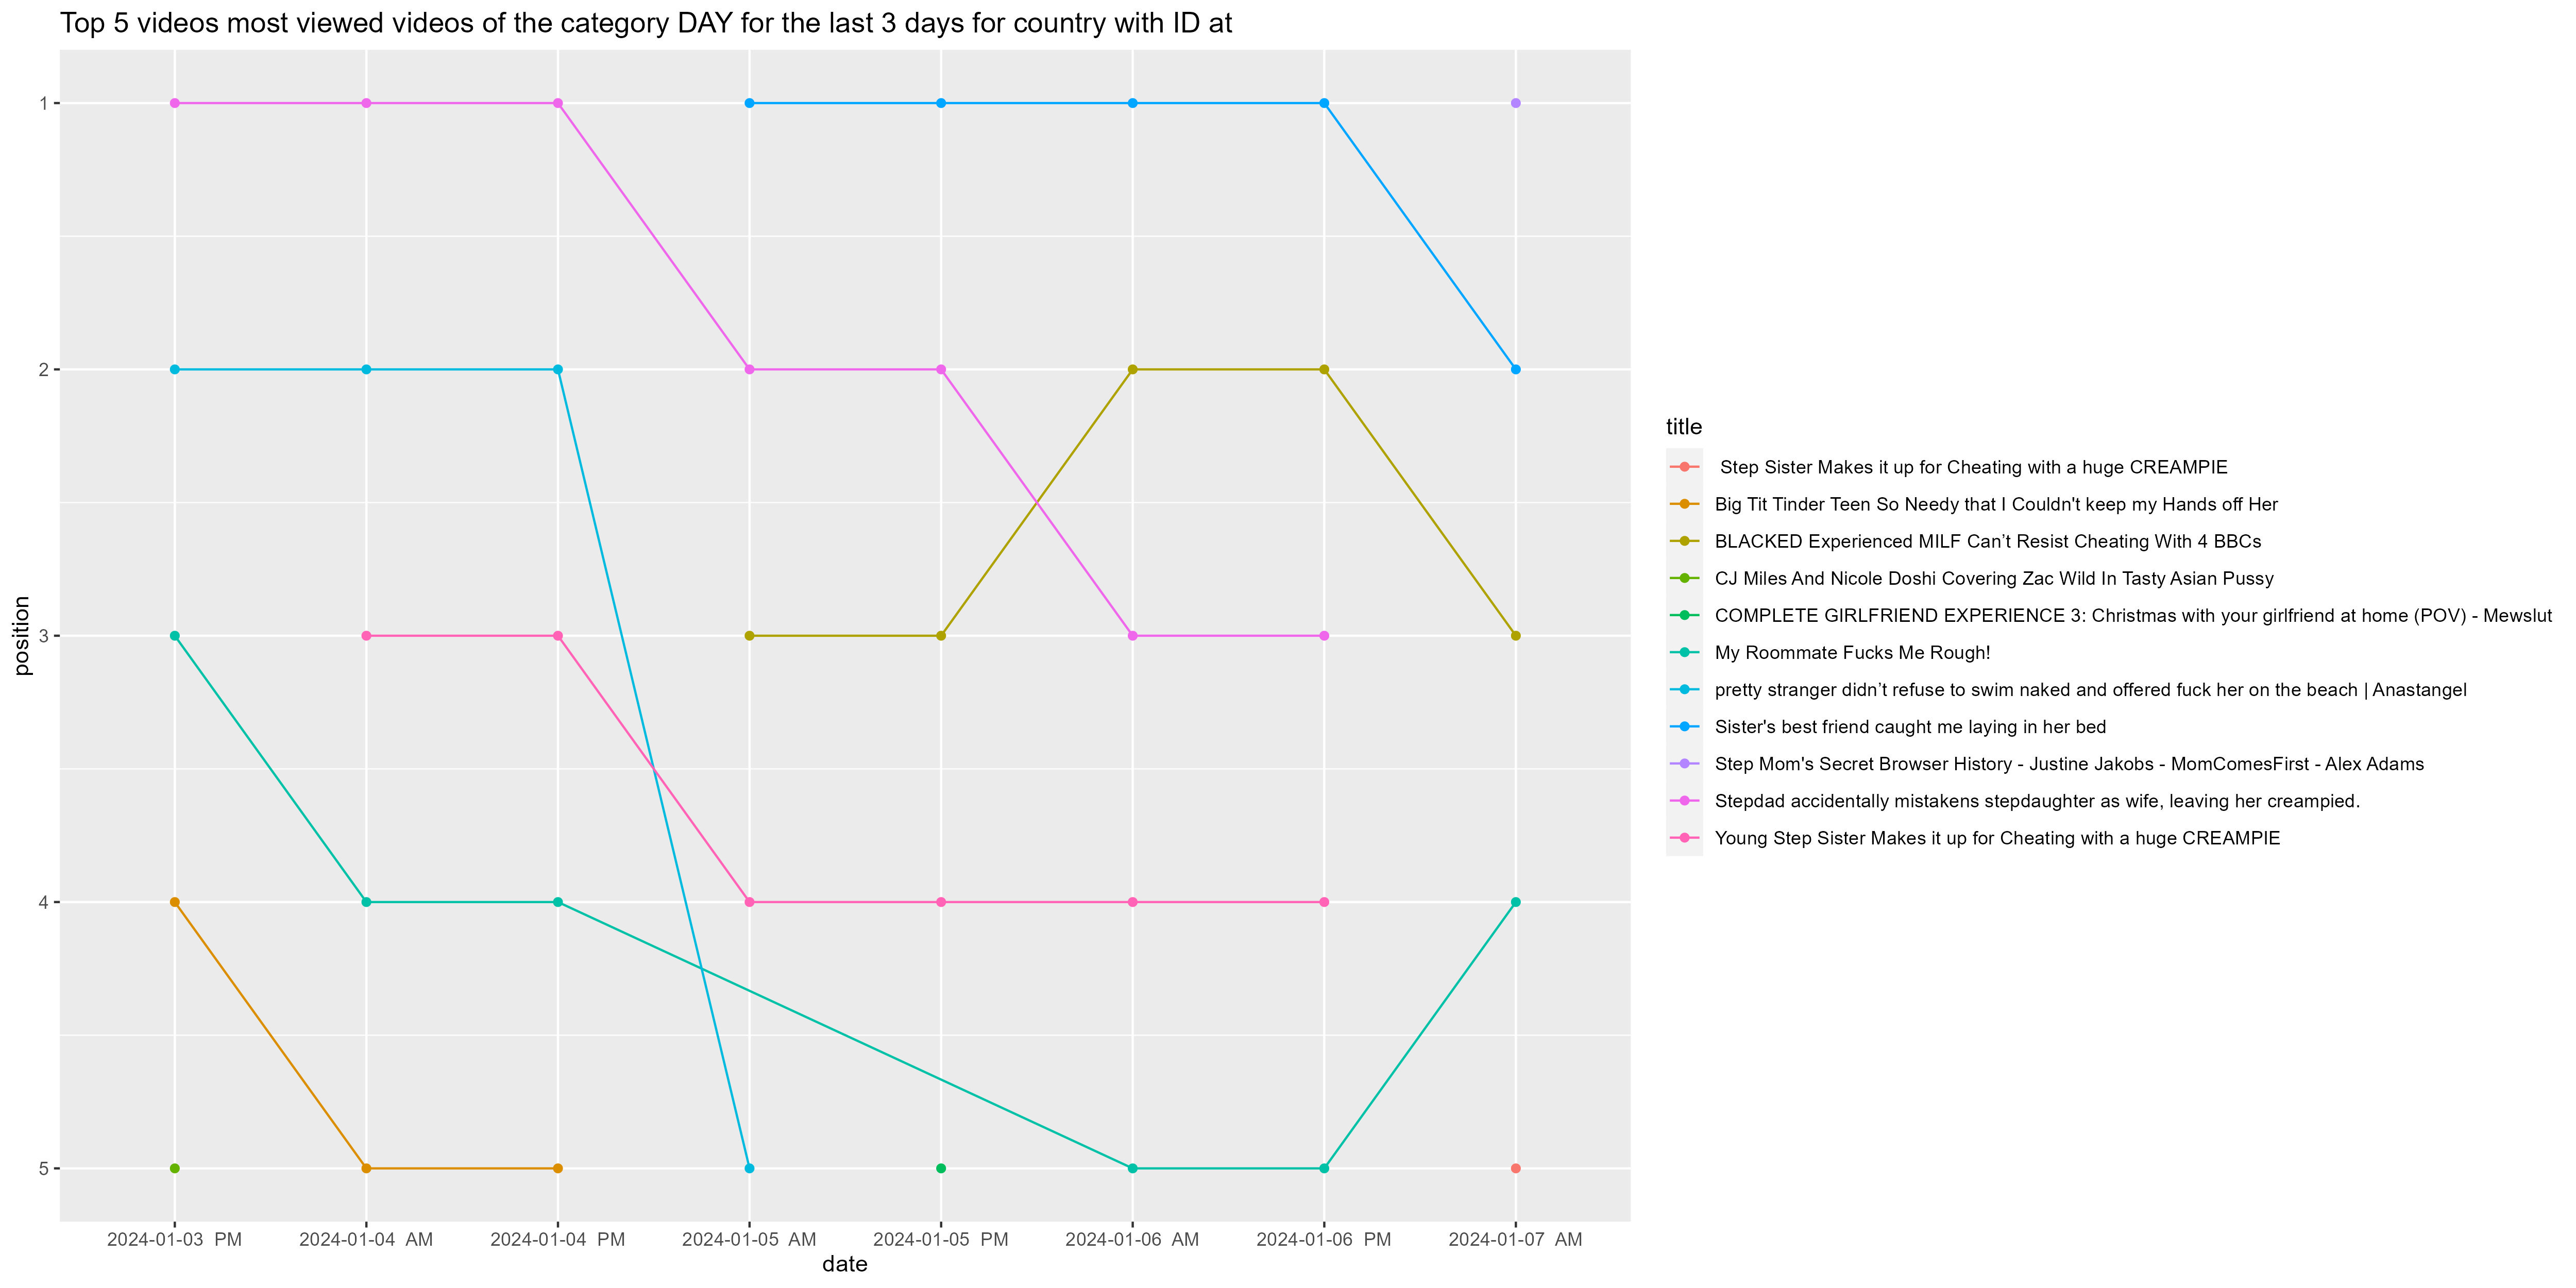 Top 5 videos most viewed videos of the category DAY for the last 3 days for country with ID at
position
1
2
3
4
5
2024-01-03 PM
2024-01-04 AM
2024-01-04 PM
2024-01-05 AM
2024-01-05 PM
2024-01-06 AM
2024-01-06 PM
2024-01-07 AM
date
title
Step Sister Makes it up for Cheating with a huge CREAMPIE
Big Tit Tinder Teen So Needy that I Couldn't keep my Hands off Her
BLACKED Experienced MILF Can’t Resist Cheating With 4 BBCs
CJ Miles And Nicole Doshi Covering Zac Wild In Tasty Asian Pussy
COMPLETE GIRLFRIEND EXPERIENCE 3: Christmas with your girlfriend at home (POV) - Mewslut
My Roommate Fucks Me Rough!
pretty stranger didn’t refuse to swim naked and offered fuck her on the beach | Anastangel
Sister's best friend caught me laying in her bed
Step Mom's Secret Browser History - Justine Jakobs - MomComesFirst - Alex Adams
Stepdad accidentally mistakens stepdaughter as wife, leaving her creampied.
Young Step Sister Makes it up for Cheating with a huge CREAMPIE